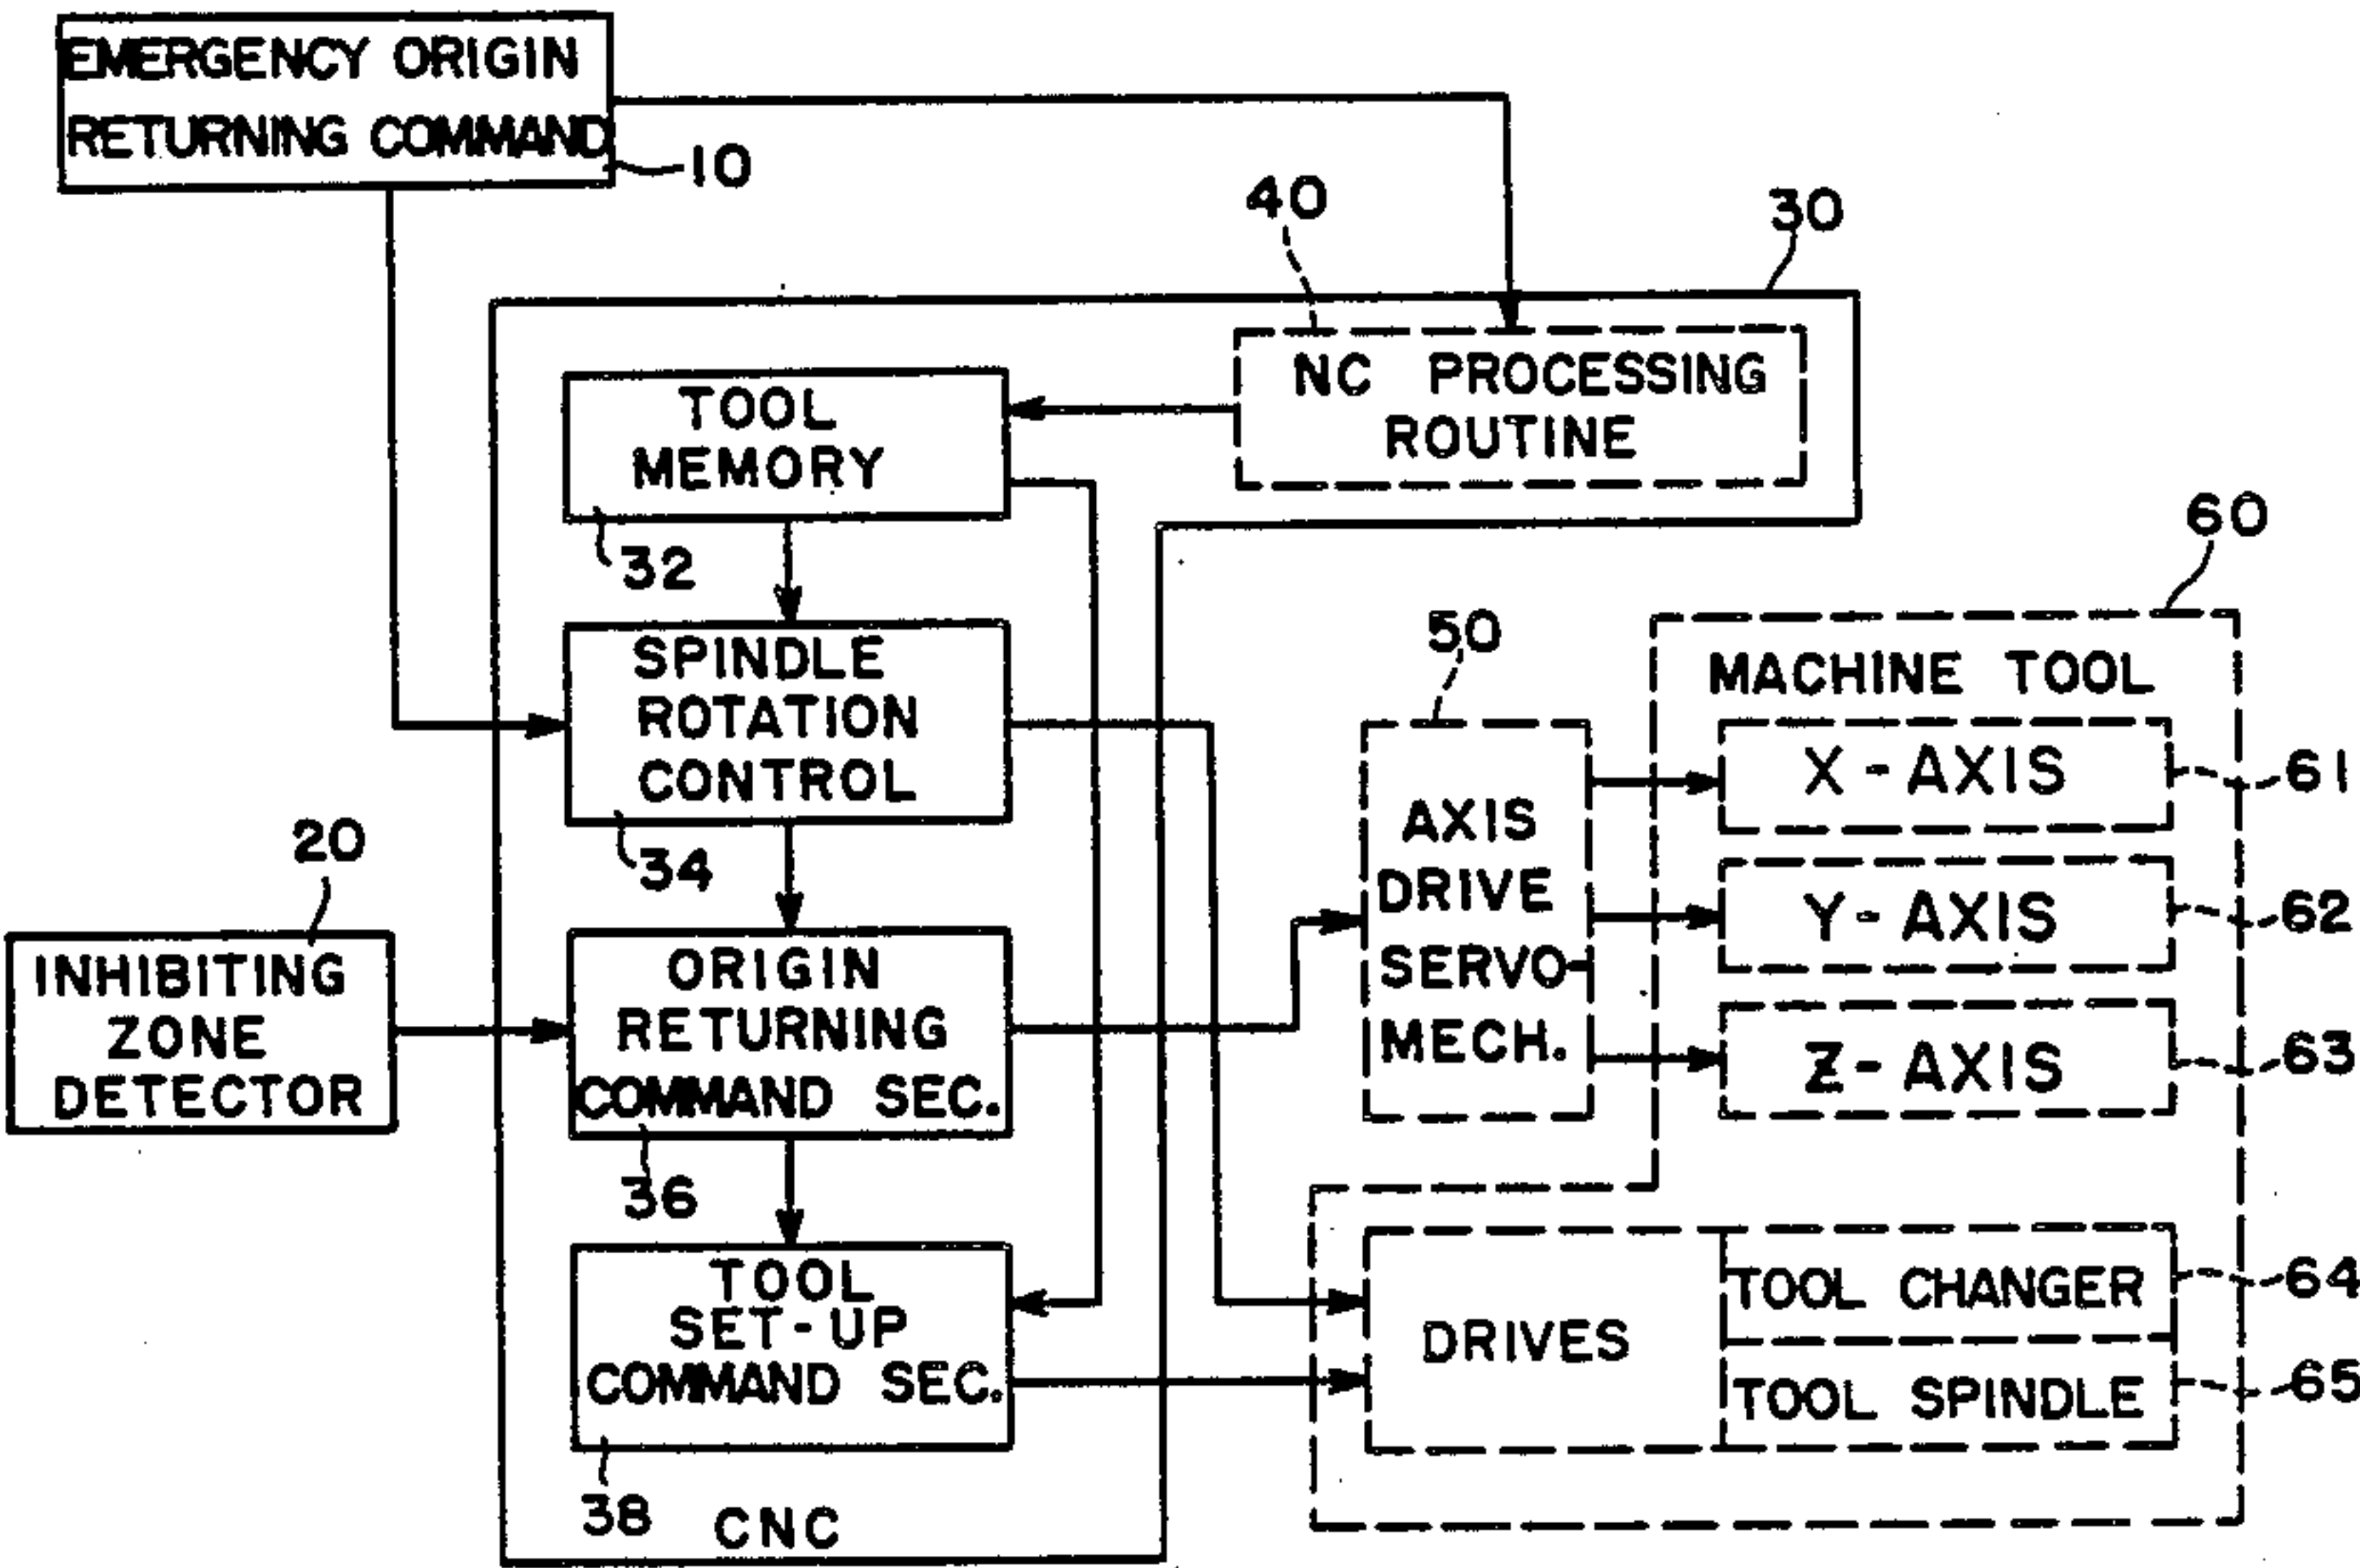 EMERGENCY ORIGIN
RETURNING COMMAND
10
40
30
NC PROCESSING
ROUTINE
TOOL
MEMORY
32
60
SPINDLE
ROTATION
CONTROL
34
50
MACHINE TOOL
X-AXIS
61
AXIS
DRIVE
SERVO-
MECH.
Y-AXIS
62
Z-AXIS
63
20
INHIBITING
ZONE
DETECTOR
ORIGIN
RETURNING
COMMAND SEC.
36
TOOL
SET-UP
COMMAND SEC.
38
DRIVES
TOOL CHANGER
64
TOOL SPINDLE
65
CNC